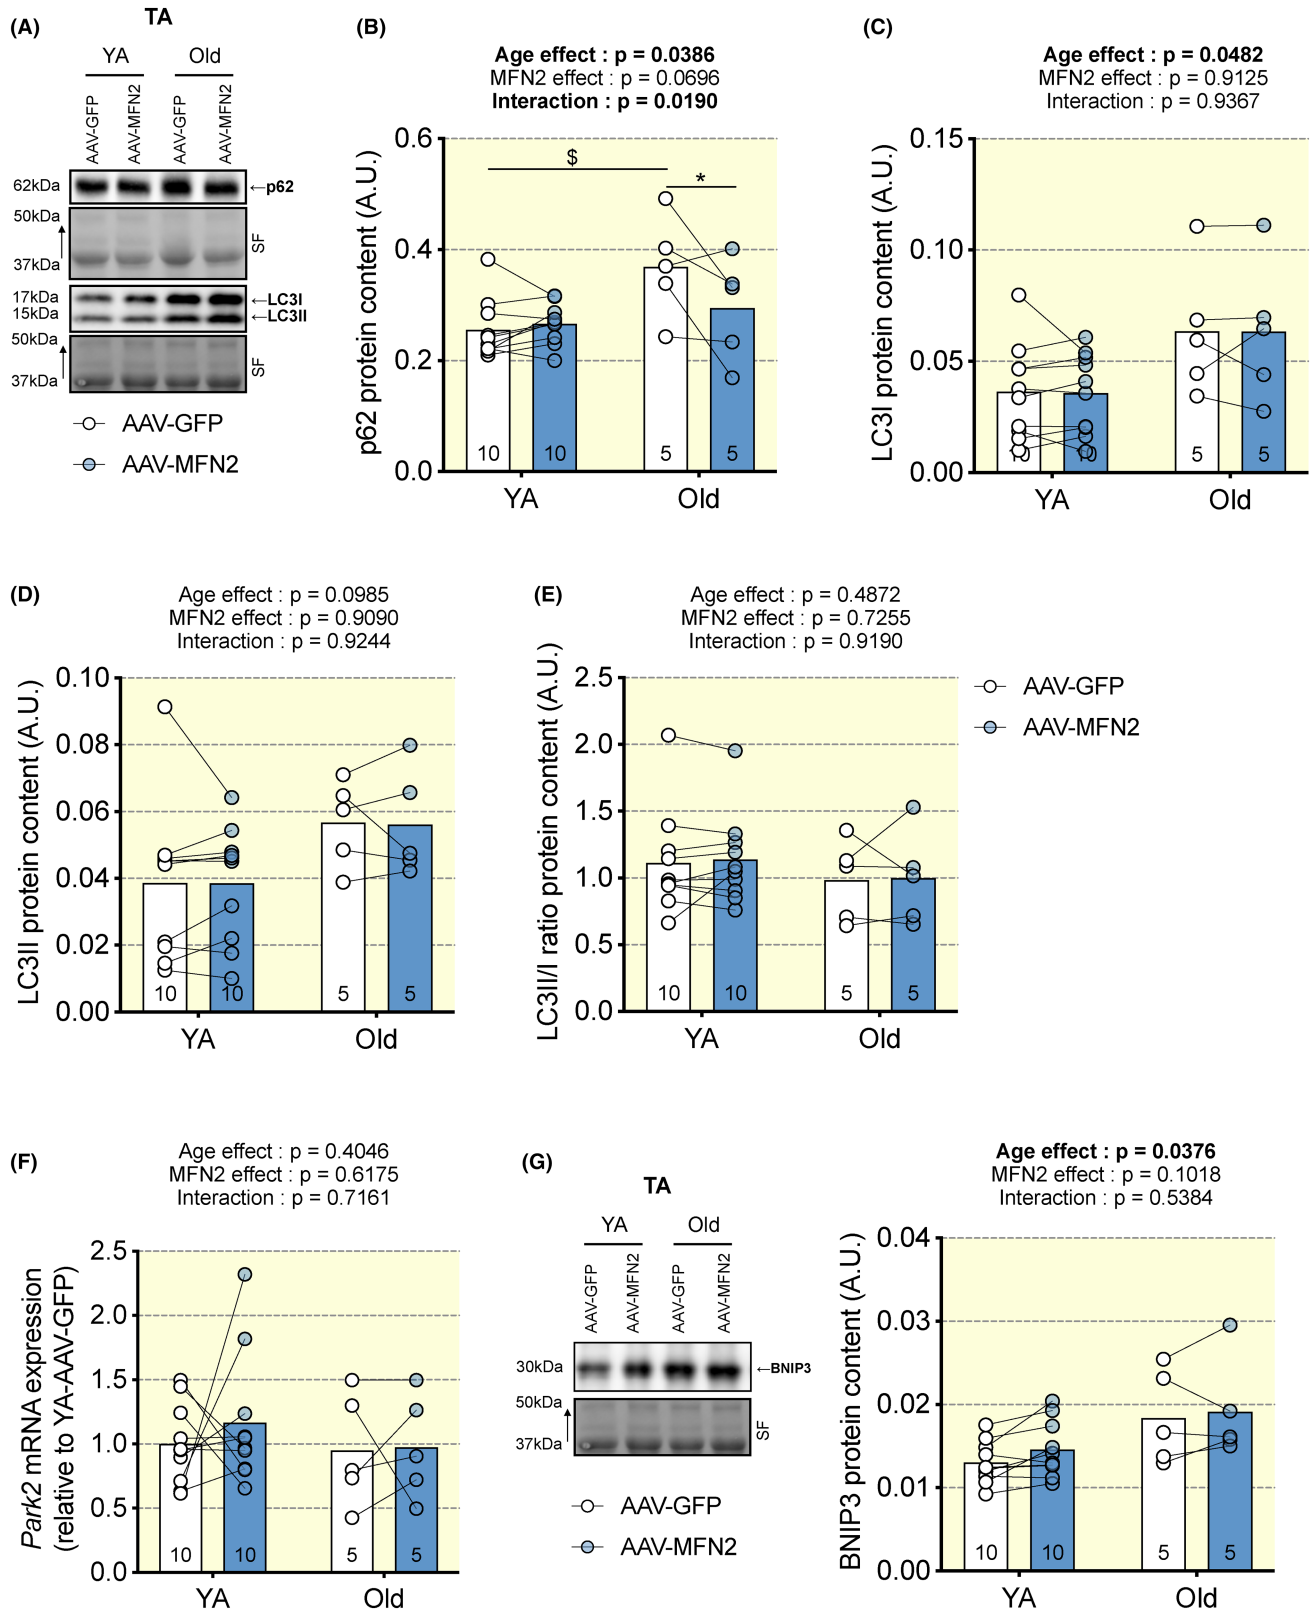 (A)
TA
YA
Old
AAV-GFP
AAV-MFN2
AAV-GFP
AAV-MFN2
62kDa
←p62
50kDa
37kDa
SF
17kDa
←LC3I
15kDa
←LC3II
50kDa
37kDa
SF
AAV-GFP
AAV-MFN2
(B)
Age effect : p = 0.0386
MFN2 effect : p = 0.0696
Interaction : p = 0.0190
p62 protein content (A.U.)
0.6
0.4
0.2
0.0
$
*
10
10
5
5
YA
Old
(C)
Age effect : p = 0.0482
MFN2 effect : p = 0.9125
Interaction : p = 0.9367
LC3I protein content (A.U.)
0.15
0.10
0.05
0.00
10
10
5
5
YA
Old
(D)
Age effect : p = 0.0985
MFN2 effect : p = 0.9090
Interaction : p = 0.9244
LC3II protein content (A.U.)
0.10
0.08
0.06
0.04
0.02
0.00
10
10
5
5
YA
Old
(E)
Age effect : p = 0.4872
MFN2 effect : p = 0.7255
Interaction : p = 0.9190
LC3II/I ratio protein content (A.U.)
2.5
2.0
1.5
1.0
0.5
0.0
10
10
5
5
YA
Old
AAV-GFP
AAV-MFN2
(F)
Age effect : p = 0.4046
MFN2 effect : p = 0.6175
Interaction : p = 0.7161
Park2 mRNA expression
(relative to YA-AAV-GFP)
2.5
2.0
1.5
1.0
0.5
0.0
10
10
5
5
YA
Old
(G)
TA
YA
Old
AAV-GFP
AAV-MFN2
AAV-GFP
AAV-MFN2
30kDa
←BNIP3
50kDa
37kDa
SF
AAV-GFP
AAV-MFN2
Age effect : p = 0.0376
MFN2 effect : p = 0.1018
Interaction : p = 0.5384
BNIP3 protein content (A.U.)
0.04
0.03
0.02
0.01
0.00
10
10
5
5
YA
Old